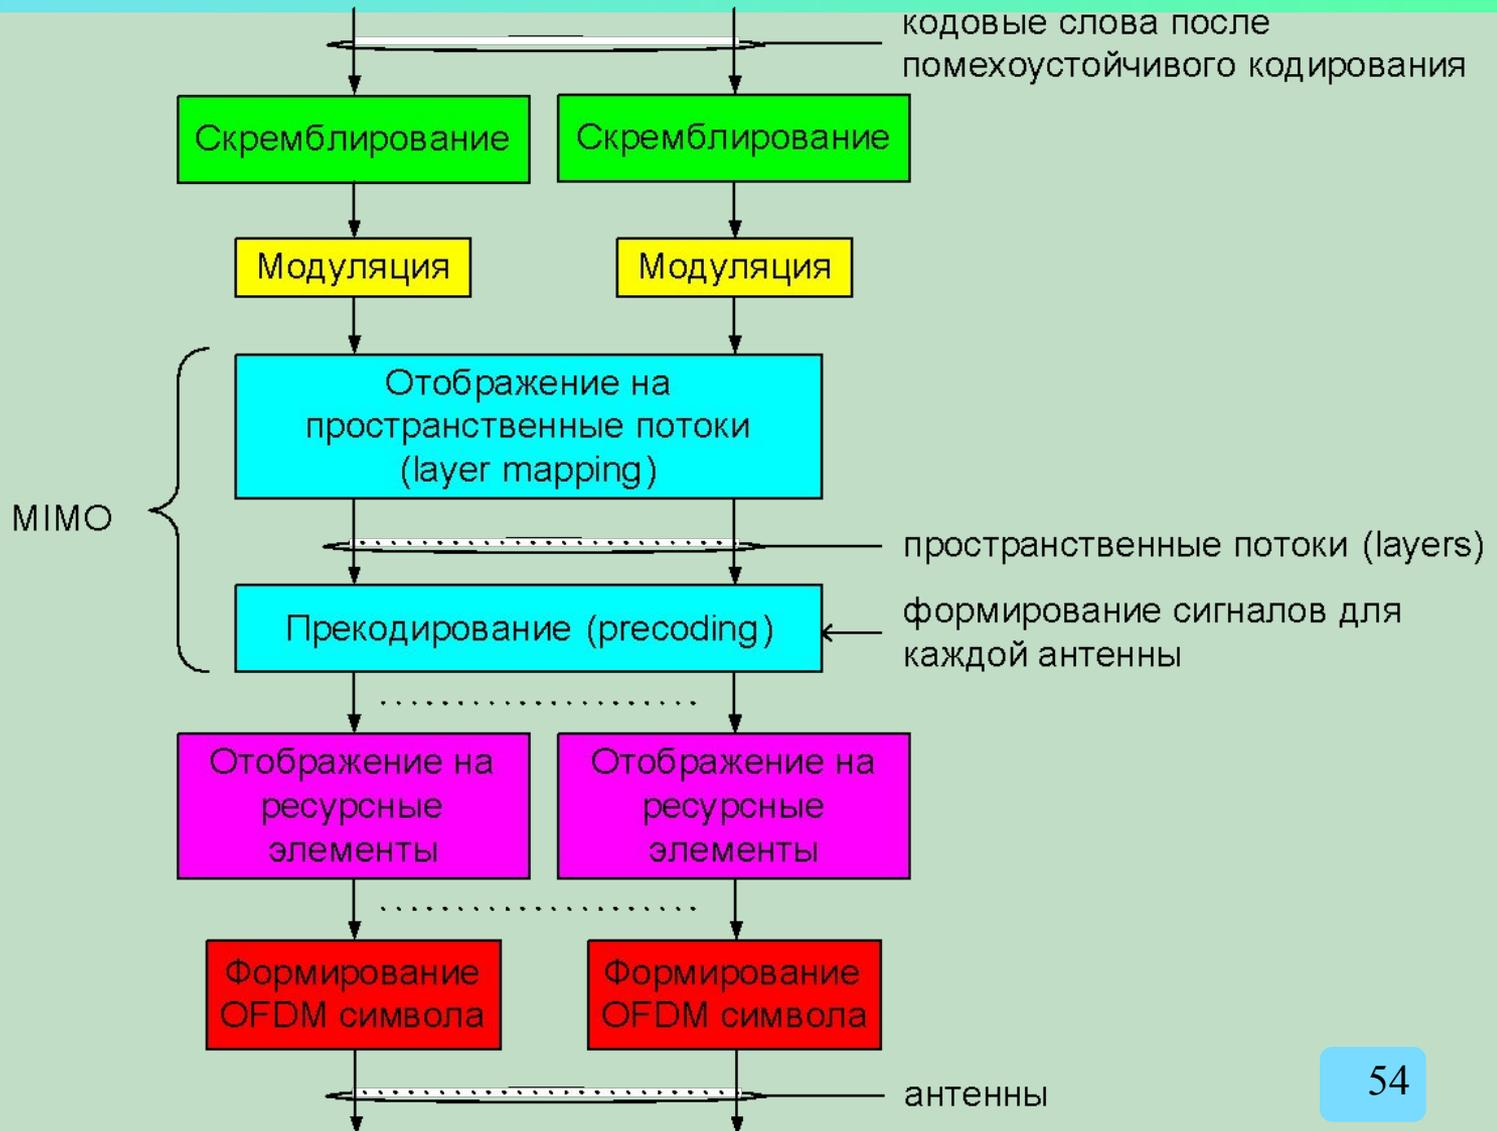 кодовые слова после
помехоустойчивого кодирования
Скремблирование
Скремблирование
Модуляция
Модуляция
Отображение на
пространственные потоки
(layer mapping)
MIMO
пространственные потоки (layers)
Прекодирование (precoding)
формирование сигналов для
каждой антенны
Отображение на
ресурсные
элементы
Отображение на
ресурсные
элементы
Формирование
OFDM символа
Формирование
OFDM символа
антенны
54